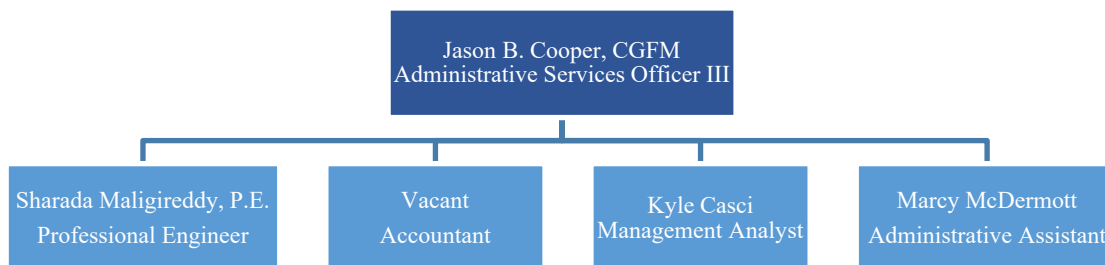 Jason B. Cooper, CGFM
Administrative Services Officer III
Sharada Maligireddy, P.E.
Professional Engineer
Vacant
Accountant
Kyle Casci
Management Analyst
Marcy McDermott
Administrative Assistant